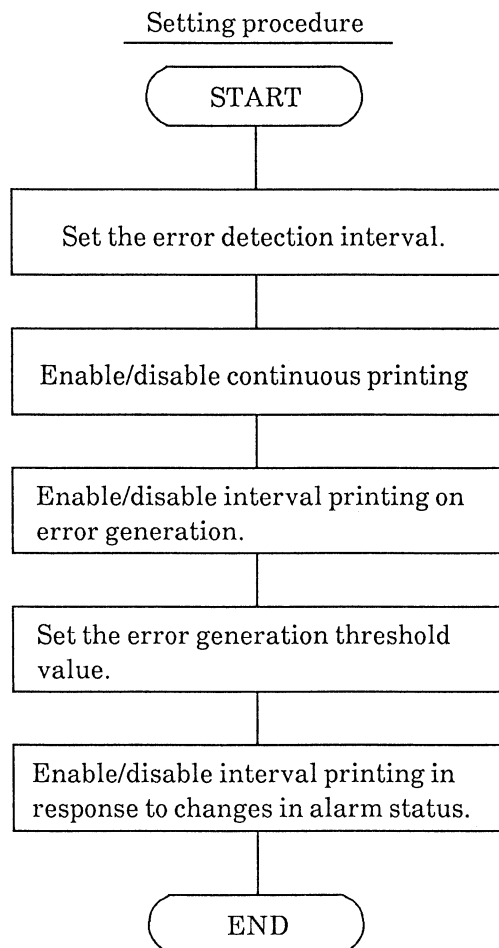 Setting procedure
START
Set the error detection interval.
Enable/disable continuous printing
Enable/disable interval printing on
error generation.
Set the error generation threshold
value.
Enable/disable interval printing in
response to changes in alarm status.
END